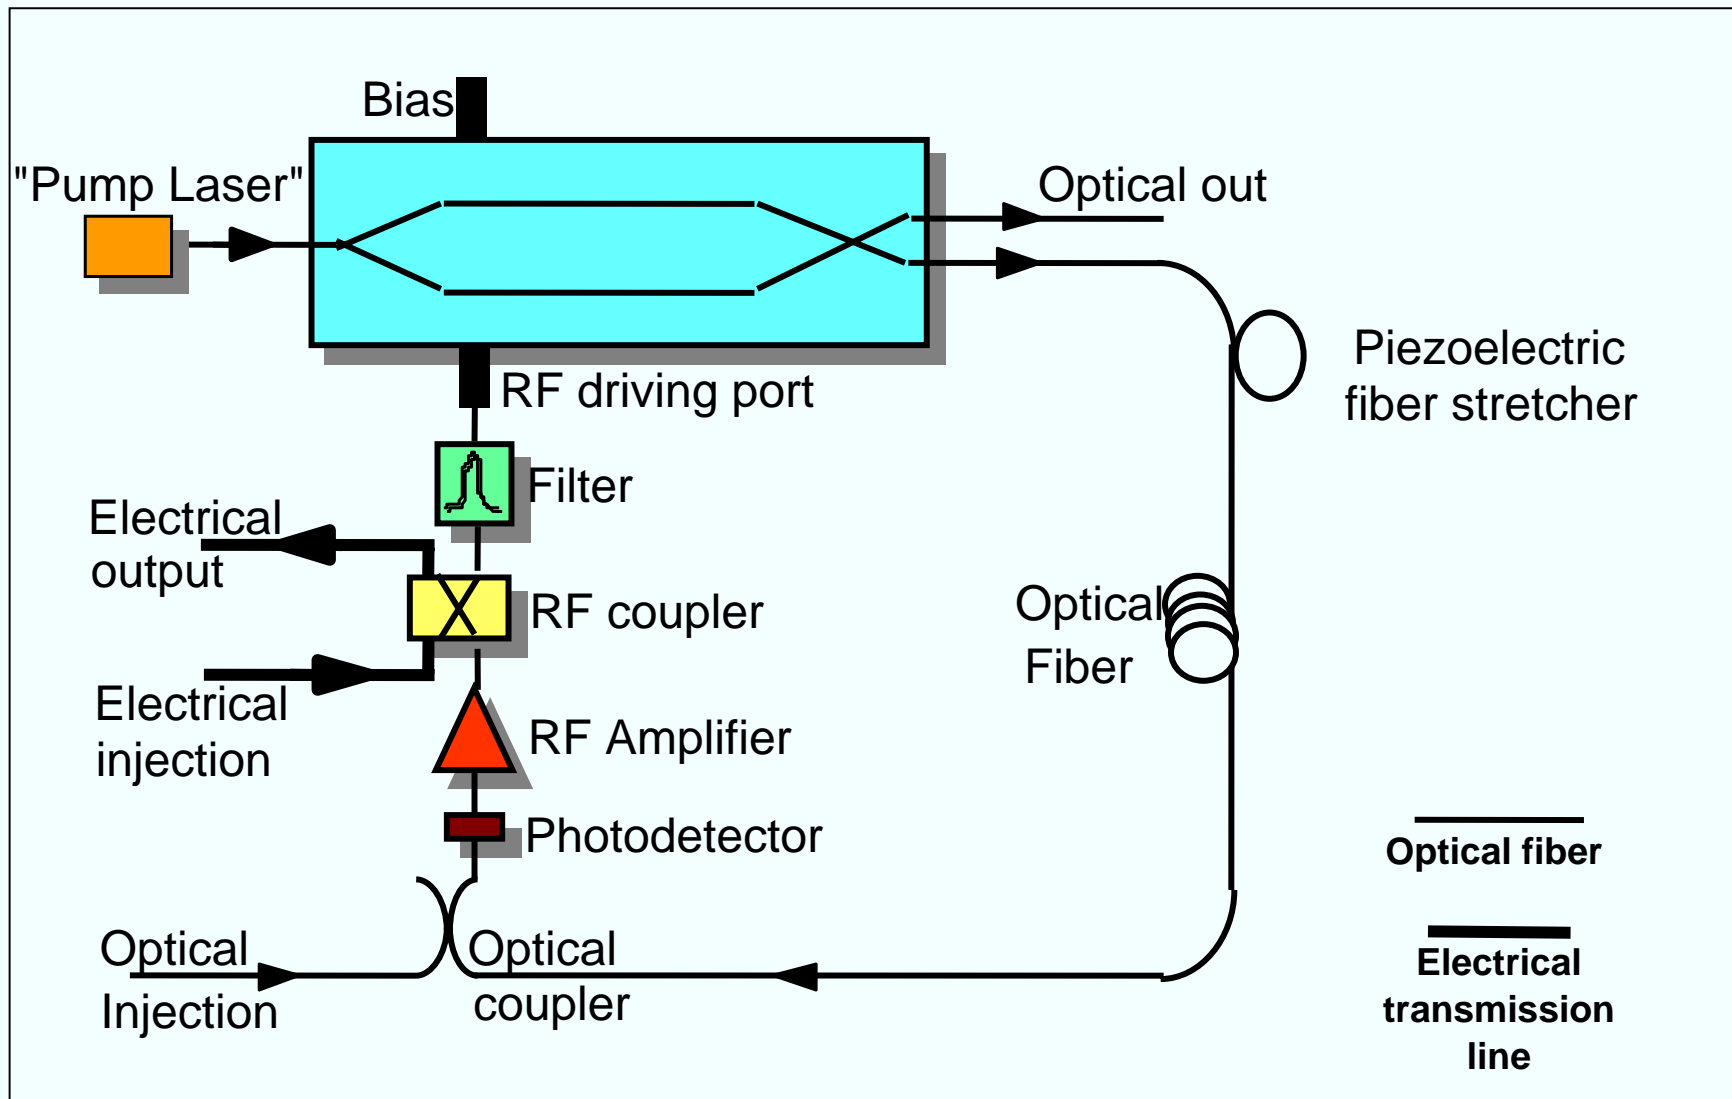 Bias
"Pump Laser"
Optical out
Piezoelectric
fiber stretcher
RF driving port
Filter
Electrical
output
RF coupler
Electrical
injection
RF Amplifier
Photodetector
Optical
Fiber
Optical
Injection
Optical
coupler
Optical fiber
Electrical
transmission
line